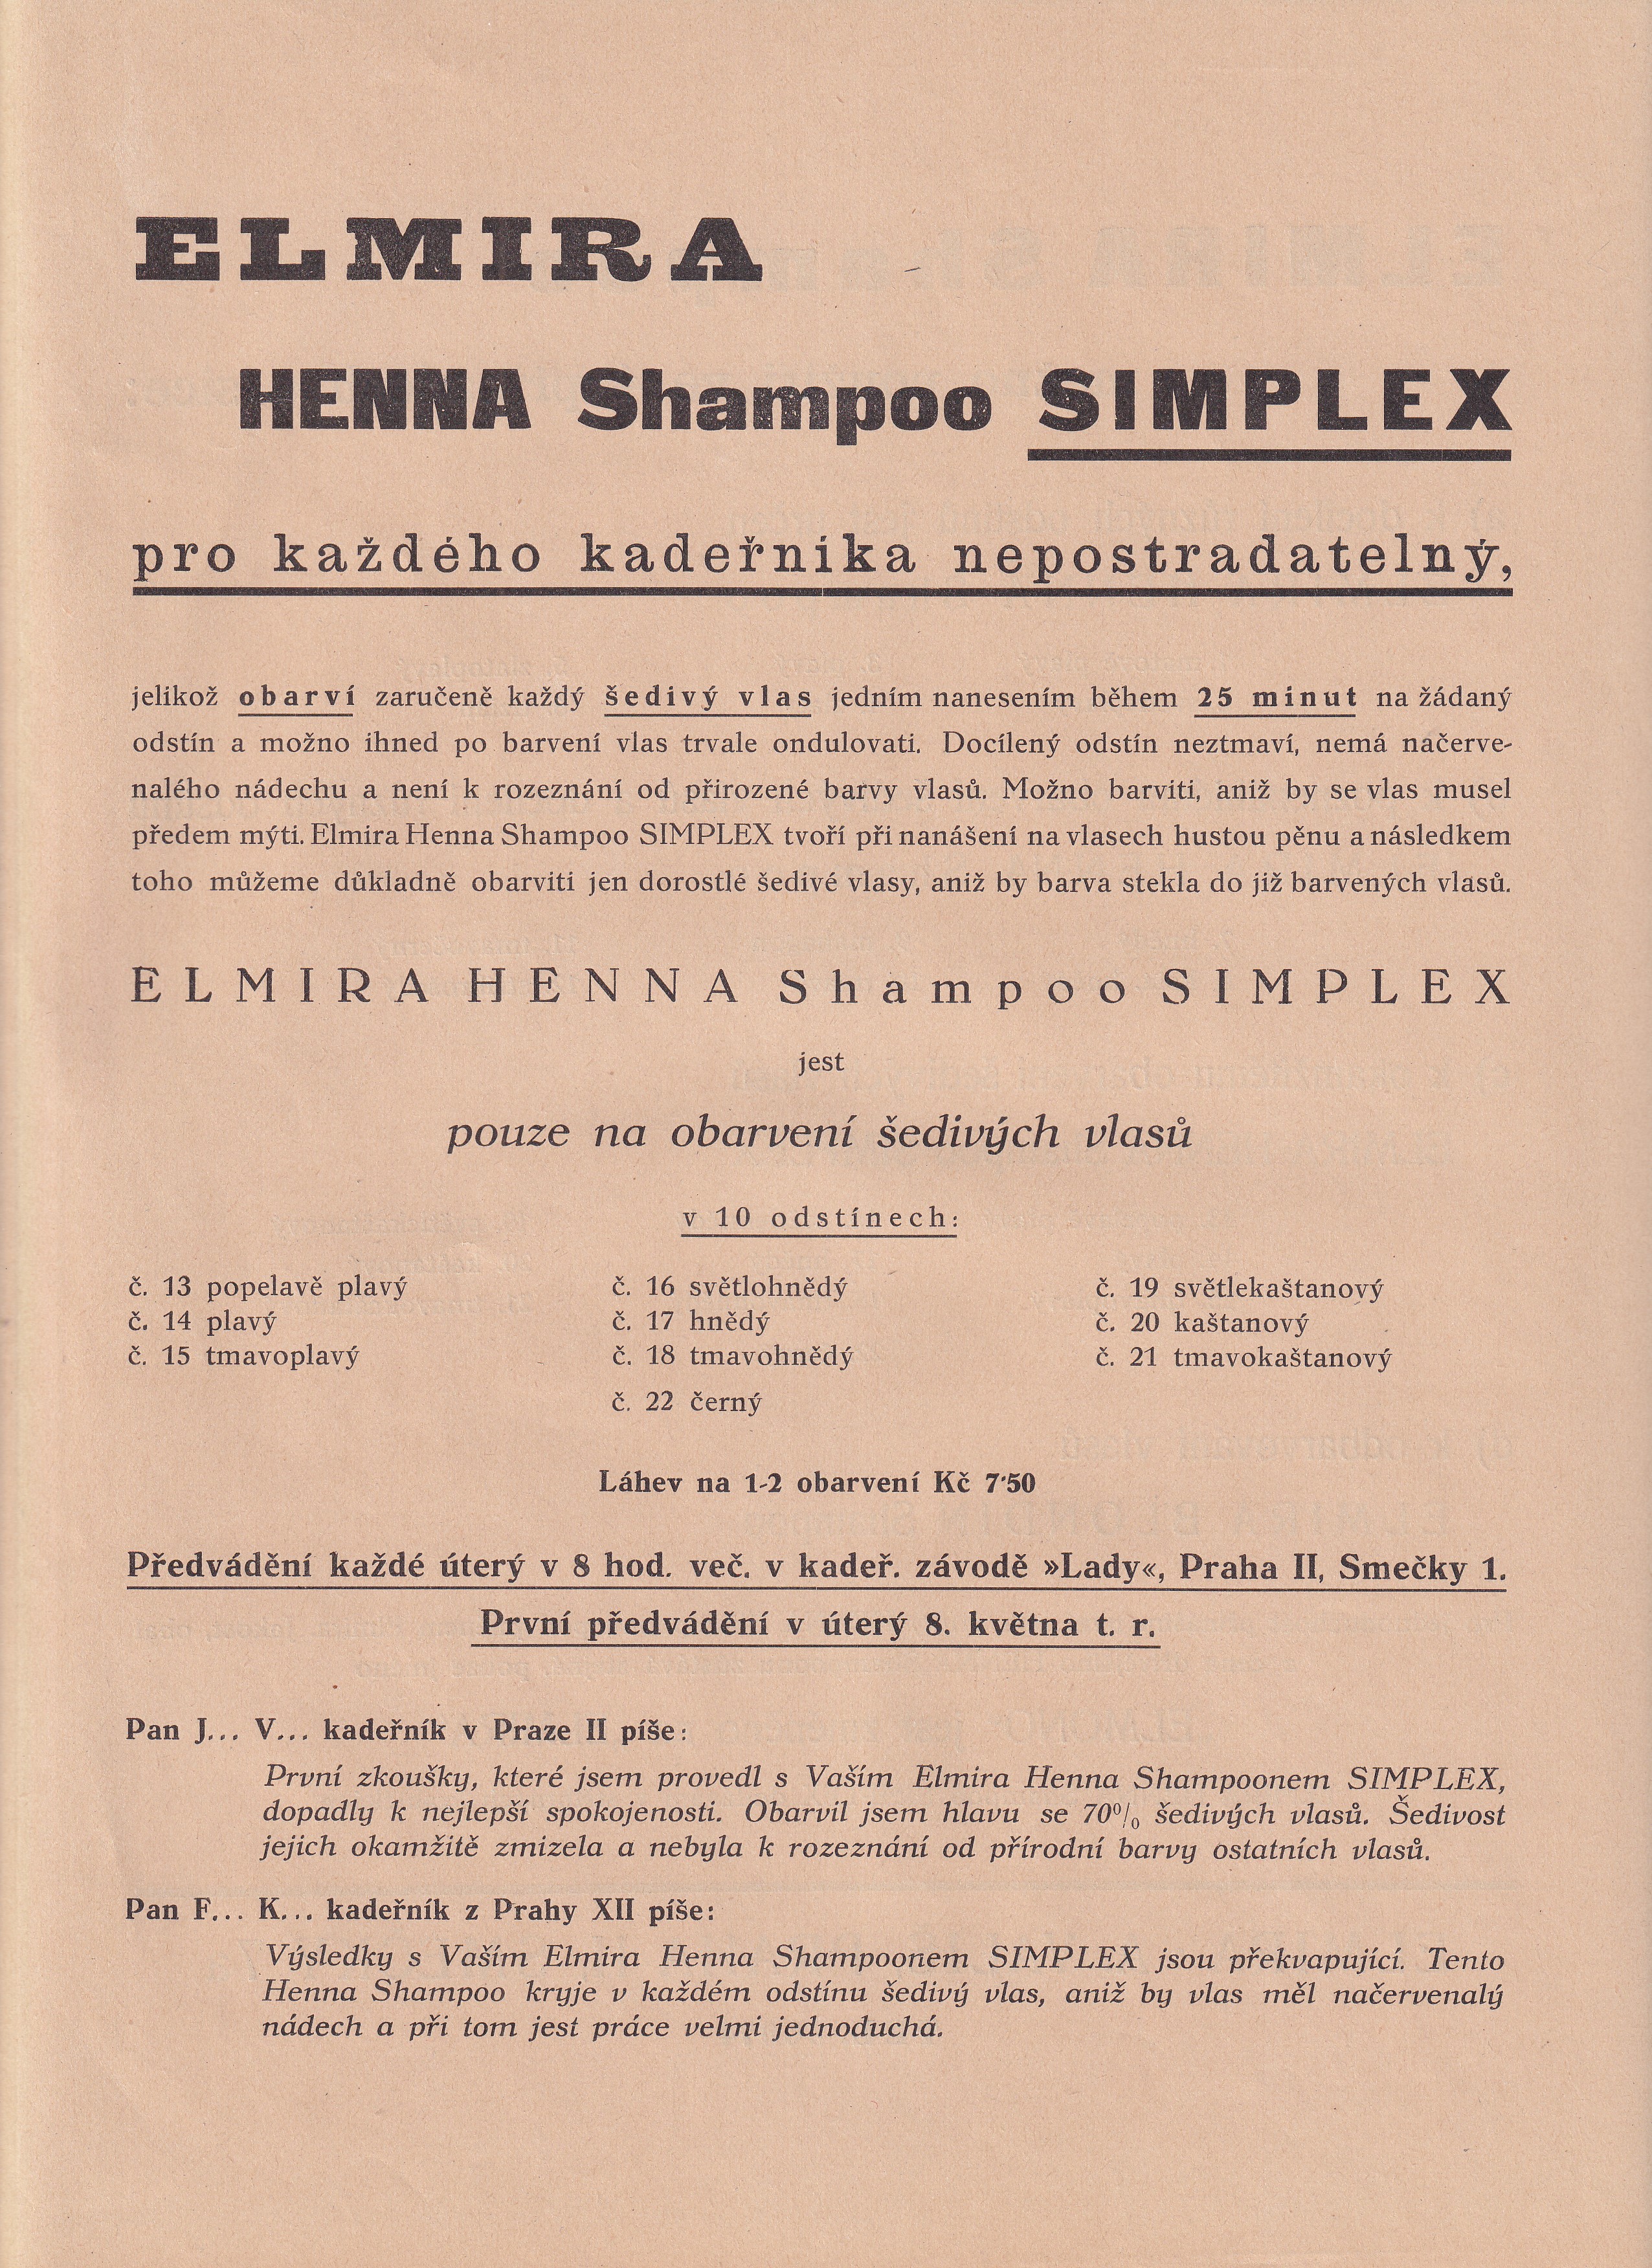 ELMIRA
HENNA Shampoo SIMPLEX
pro každého kadeřníka nepostradatelný,
jelikož obarví zaručeně každý šedivý vlas jedním nanesením během 25 minut na žádaný
odstín a možno ihned po barvení vlas trvale ondulovati. Docílený odstín neztmaví, nemá načerve-
nalého nádechu a není k rozeznání od přirozené barvy vlasů. Možno barviti, aniž by se vlas musel
předem mýti. Elmira Henna Shampoo SIMPLEX tvoří při nanášení na vlasech hustou pěnu a následkem
toho můžeme důkladně obarviti jen dorostlé šedivé vlasy, aniž by barva stekla do již barvených vlasů.
ELMIRA HENNA Shampoo SIMPLEX
jest
pouze na obarvení šedivých vlasů
v 10 odstínech:
č. 13 popelavě plavý
č. 14 plavý
č. 15 tmavoplavý
č. 16 světlohnědý
č. 17 hnědý
č. 18 tmavohnědý
č. 22 černý
č. 19 světlekaštanový
č. 20 kaštanový
č. 21 tmavokaštanový
Láhev na 1-2 obarvení Kč 7·50
Předvádění každé úterý v 8 hod. več. v kadeř. závodě »Lady«, Praha II, Smečky 1.
První předvádění v úterý 8. května t. r.
Pan J... V... kadeřník v Praze II píše:
První zkoušky, které jsem provedl s Vaším Elmira Henna Shampoonem SIMPLEX,
dopadly k nejlepší spokojenosti. Obarvil jsem hlavu se 70% šedivých vlasů. Šedivost
jejich okamžitě zmizela a nebyla k rozeznání od přírodní barvy ostatních vlasů.
Pan F... K... kadeřník z Prahy XII píše:
Výsledky s Vaším Elmira Henna Shampoonem SIMPLEX jsou překvapující. Tento
Henna Shampoo kryje v každém odstínu šedivý vlas, aniž by vlas měl načervenalý
nádech a při tom jest práce velmi jednoduchá.